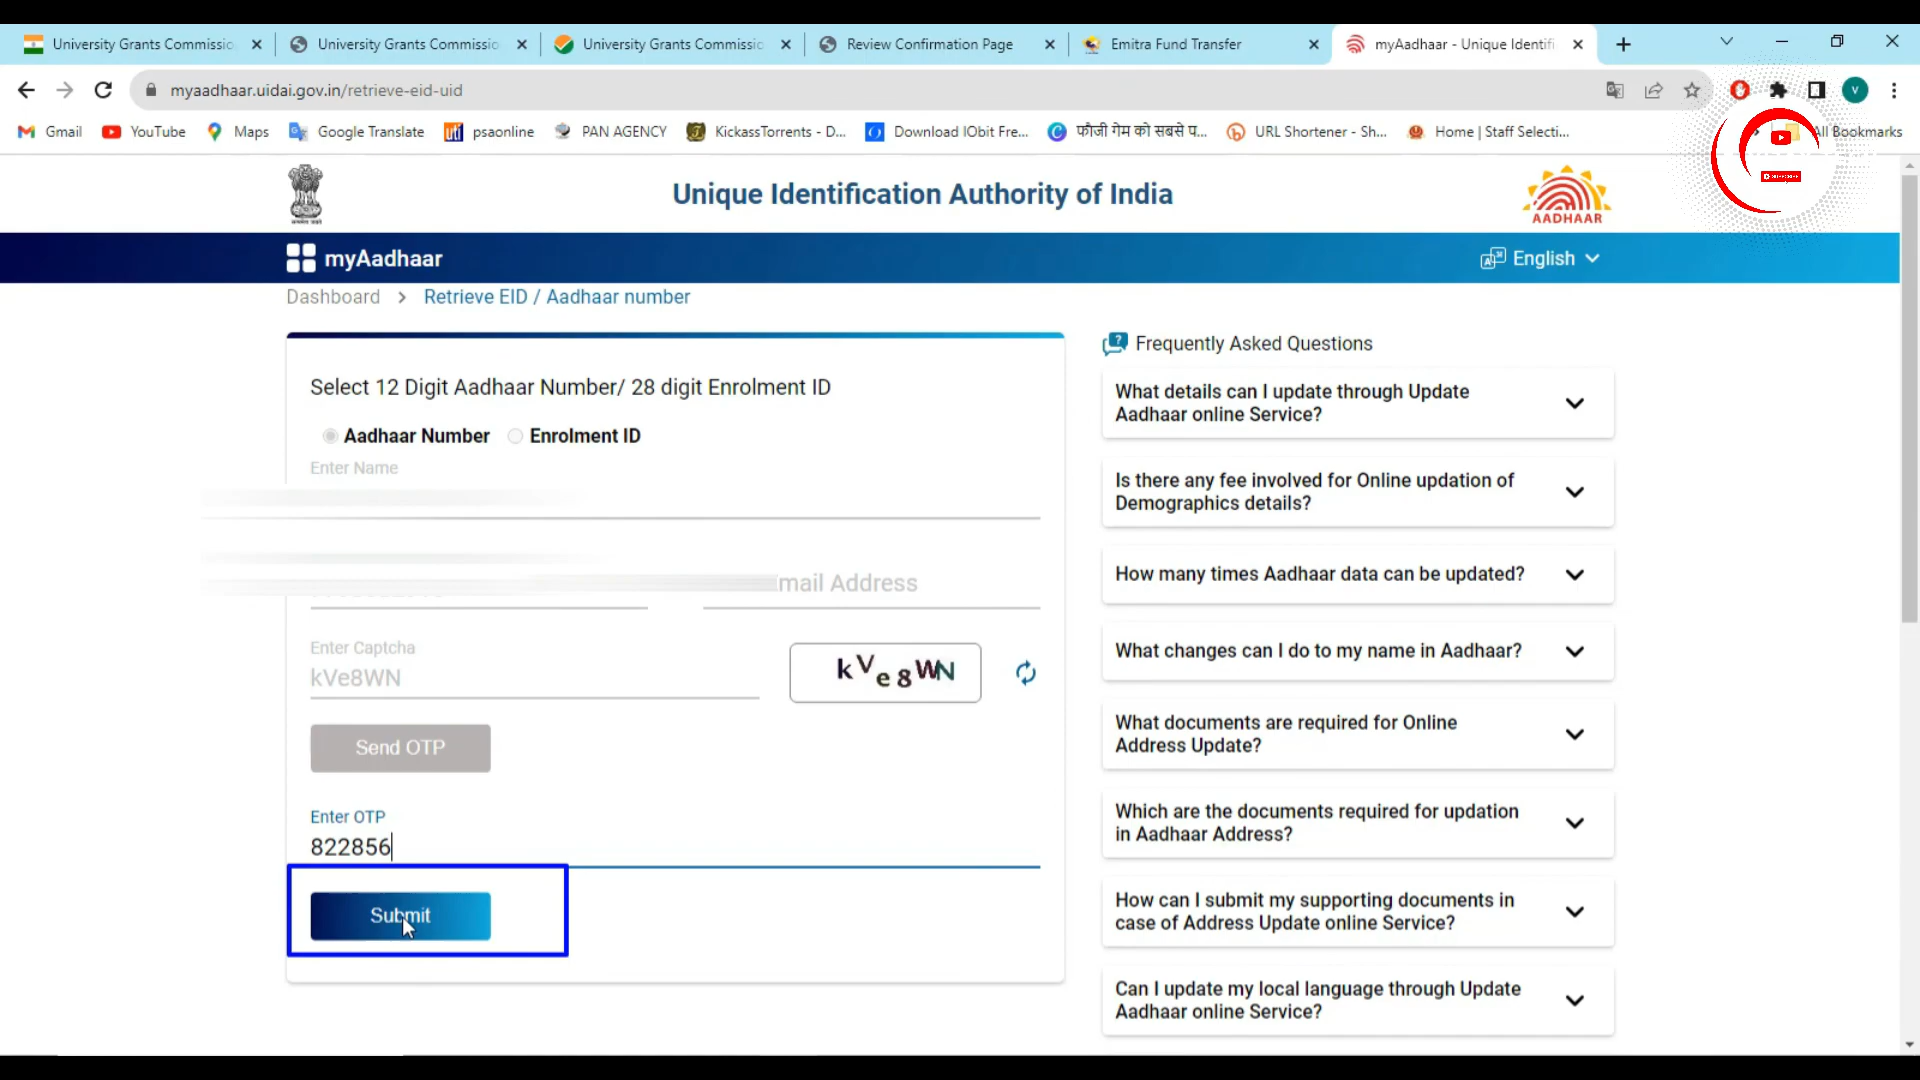 University Grants Commissio
University Grants Commissio
University Grants Commissio
Review Confirmation Page
Emitra Fund Transfer
myAadhaar - Unique Identifi
myaadhaar.uidai.gov.in/retrieve-eid-uid
V
Gmail
YouTube
Maps
Google Translate
uti psaonline
PAN AGENCY
KickassTorrents - D...
Download IObit Fre...
फौजी गेम को सबसे प...
URL Shortener - Sh...
Home | Staff Selecti...
All Bookmarks
Unique Identification Authority of India
AADHAAR
myAadhaar
English
Dashboard > Retrieve EID / Aadhaar number
Select 12 Digit Aadhaar Number/ 28 digit Enrolment ID
Aadhaar Number
Enrolment ID
Enter Name
mail Address
Enter Captcha
kVe8WN
kVe8WN
Send OTP
Enter OTP
822856
Submit
Frequently Asked Questions
What details can I update through Update
Aadhaar online Service?
Is there any fee involved for Online updation of
Demographics details?
How many times Aadhaar data can be updated?
What changes can I do to my name in Aadhaar?
What documents are required for Online
Address Update?
Which are the documents required for updation
in Aadhaar Address?
How can I submit my supporting documents in
case of Address Update online Service?
Can I update my local language through Update
Aadhaar online Service?